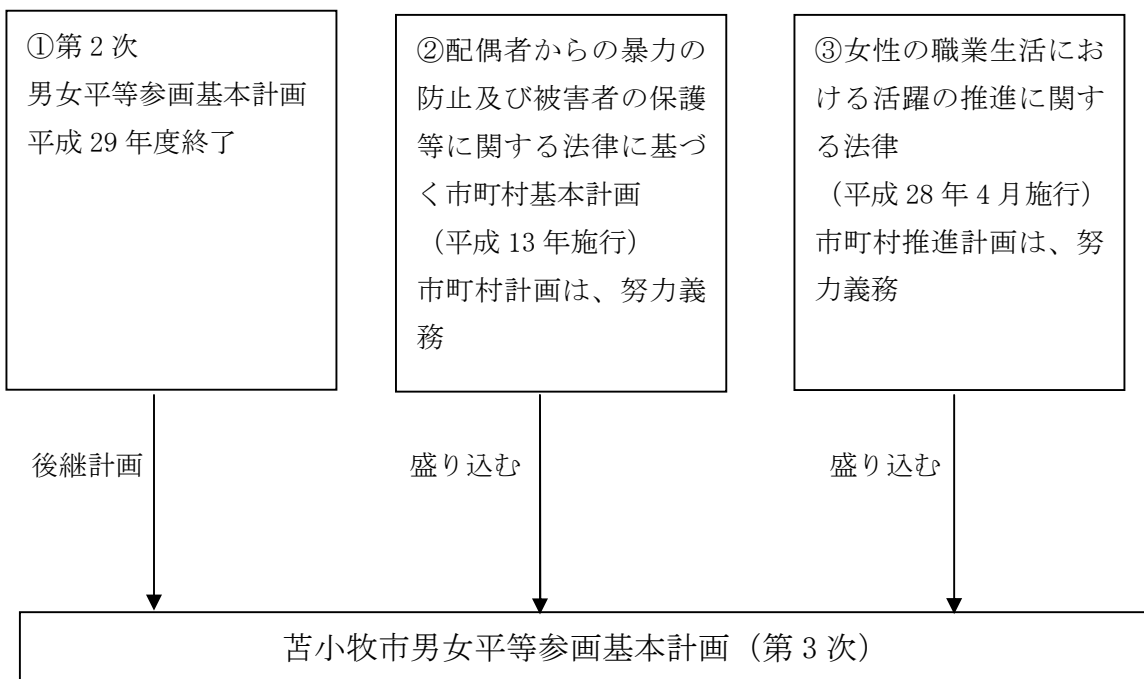 ①第２次
男女平等参画基本計画
平成 29 年度終了
②配偶者からの暴力の
防止及び被害者の保護
等に関する法律に基づ
く市町村基本計画
（平成 13 年施行）
市町村計画は、努力義
務
③女性の職業生活にお
ける活躍の推進に関す
る法律
（平成 28 年 4 月施行）
市町村推進計画は、努
力義務
後継計画
盛り込む
盛り込む
苫小牧市男女平等参画基本計画（第３次）